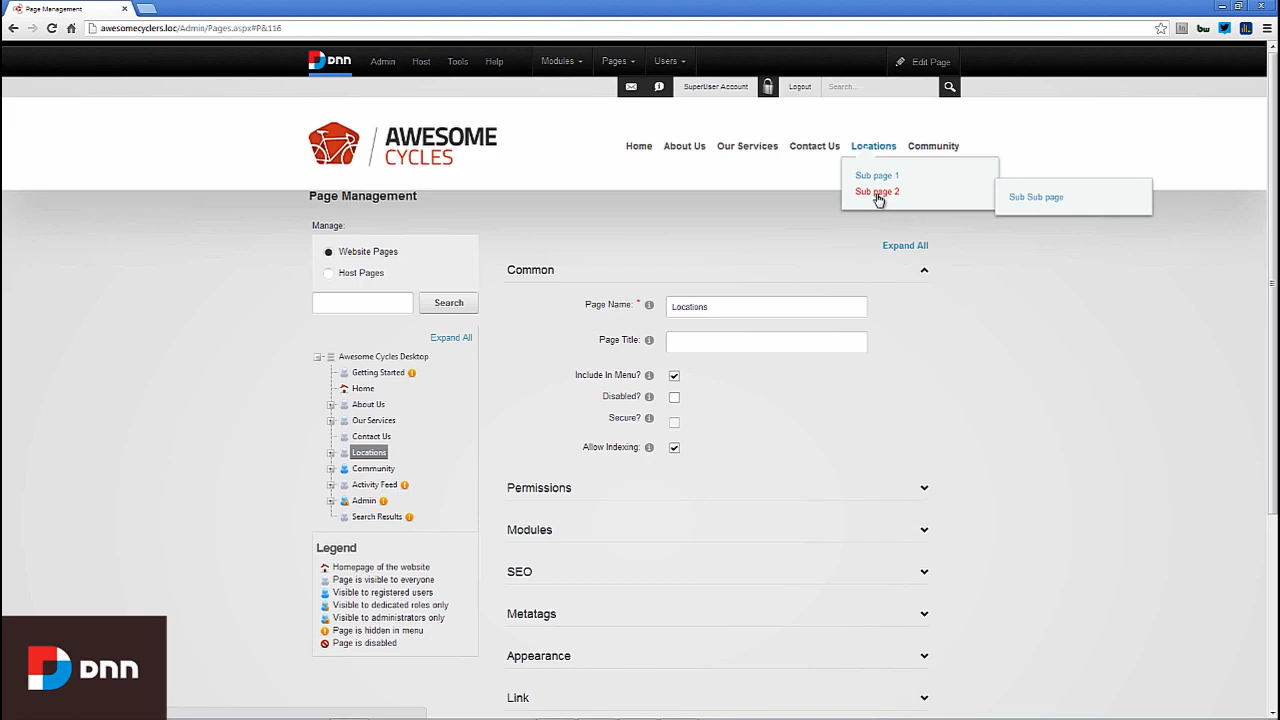 Page Management
awesomecyclers.loc/Admin/Pages.aspx#P&116
DNN Admin Host Tools Help Modules Pages Users Edit Page
SuperUser Account Logout Search...
AWESOME
CYCLES
Home About Us Our Services Contact Us Locations Community
Sub page 1
Sub page 2
Sub Sub page
Page Management
Manage:
Website Pages
Host Pages
Search
Expand All
Awesome Cycles Desktop
Getting Started
Home
About Us
Our Services
Contact Us
Locations
Community
Activity Feed
Admin
Search Results
Legend
Homepage of the website
Page is visible to everyone
Visible to registered users
Visible to dedicated roles only
Visible to administrators only
Page is hidden in menu
Page is disabled
Expand All
Common
Page Name: * Locations
Page Title:
Include In Menu?
Disabled?
Secure?
Allow Indexing:
Permissions
Modules
SEO
Metatags
Appearance
Link
DNN